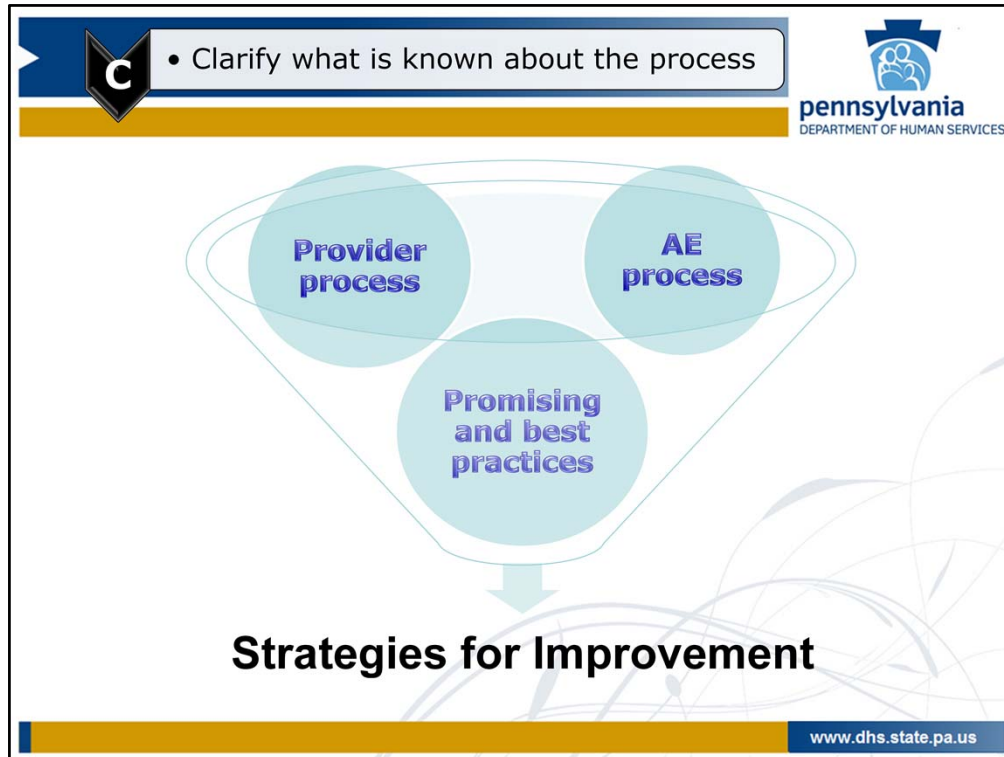 C
• Clarify what is known about the process
pennsylvania
DEPARTMENT OF HUMAN SERVICES
Provider
process
AE
process
Promising
and best
practices
Strategies for Improvement
www.dhs.state.pa.us